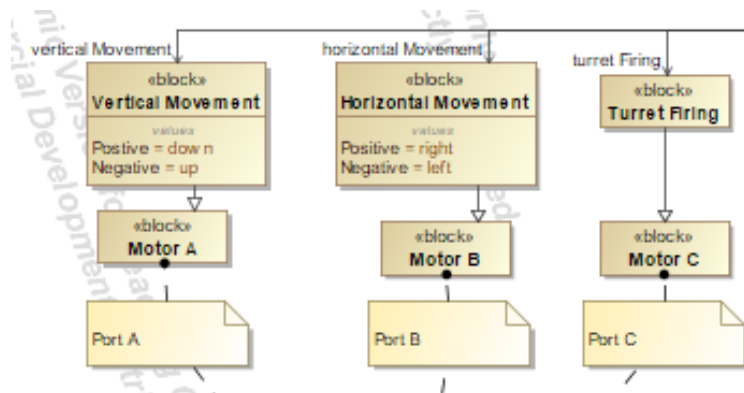 vertical Movement
horizontal Movement
turret Firing
«block»
Vertical Movement
values
Postive = down
Negative = up
«block»
Horizontal Movement
values
Positive = right
Negative = left
«block»
Turret Firing
«block»
Motor A
«block»
Motor B
«block»
Motor C
Port A
Port B
Port C